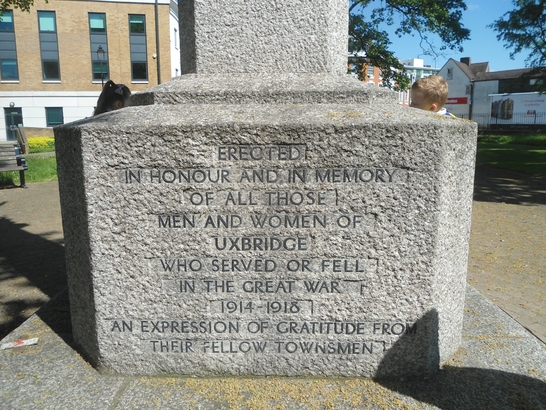 ERECTED
IN HONOUR AND IN MEMORY
OF ALL THOSE
MEN AND WOMEN OF
UXBRIDGE
WHO SERVED OR FELL
IN THE GREAT WAR
1914-1918
AN EXPRESSION OF GRATITUDE FROM
THEIR FELLOW TOWNSMEN